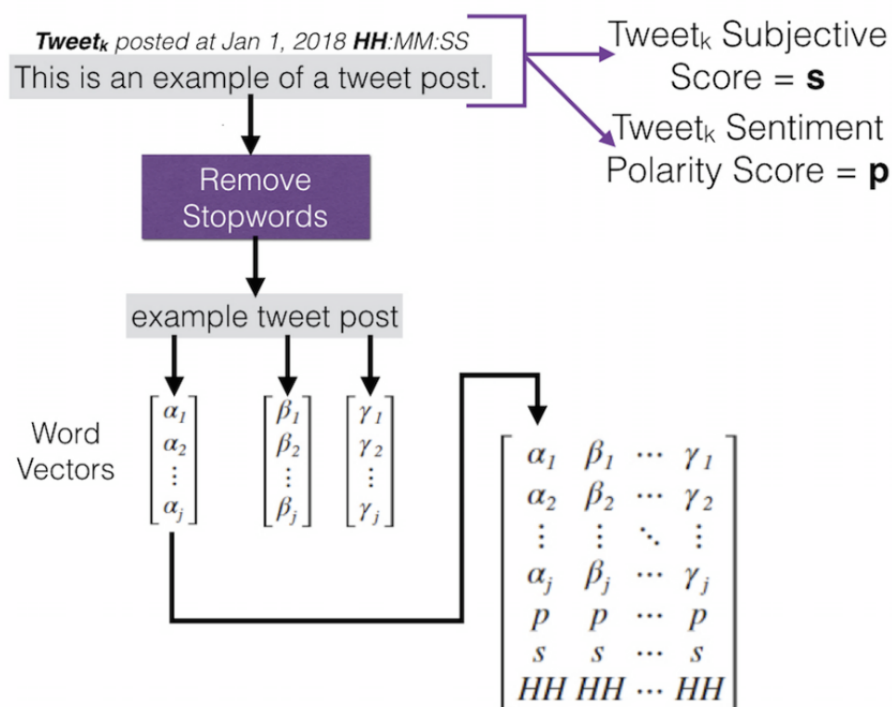 Tweetₖ posted at Jan 1, 2018 HH:MM:SS
This is an example of a tweet post.
Tweetₖ Subjective
Score = s
Tweetₖ Sentiment
Polarity Score = p
Remove
Stopwords
example tweet post
Word
Vectors
α₁ β₁ γ₁
α₂ β₂ γ₂
⋮ ⋮ ⋮
αⱼ βⱼ γⱼ
α₁ β₁ ⋯ γ₁
α₂ β₂ ⋯ γ₂
⋮ ⋮ ⋱ ⋮
αⱼ βⱼ ⋯ γⱼ
p p ⋯ p
s s ⋯ s
HH HH ⋯ HH